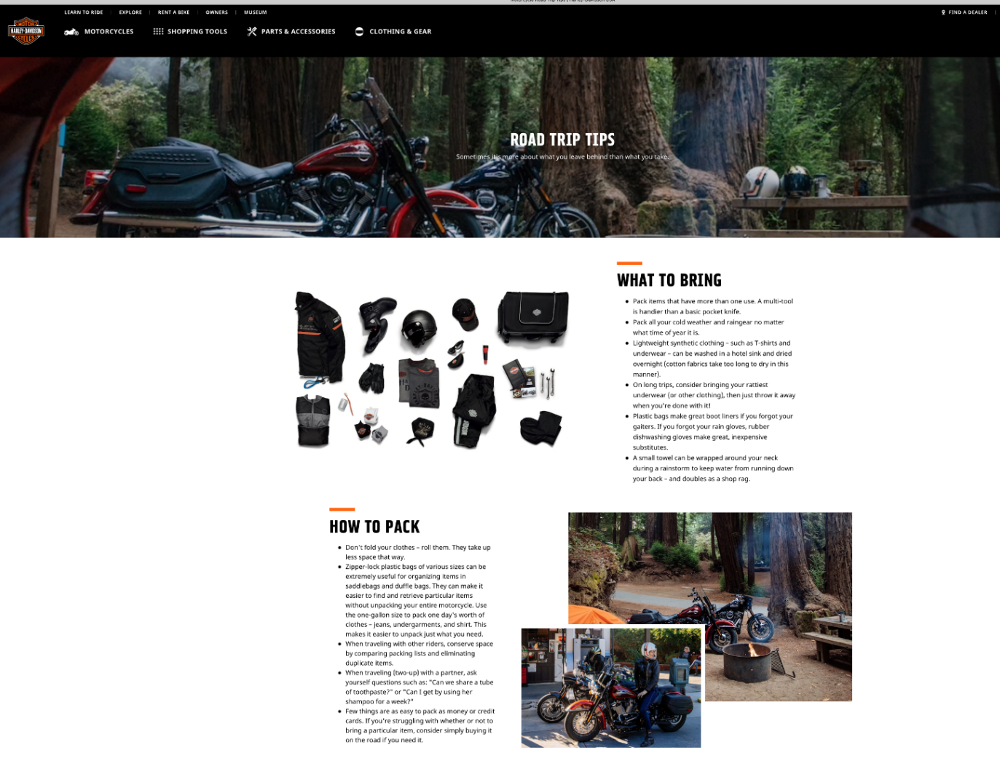 Motorcycle Road Trip Tips | Harley-Davidson USA
LEARN TO RIDE | EXPLORE | RENT A BIKE | OWNERS | MUSEUM
FIND A DEALER |
MOTOR
HARLEY-DAVIDSON
CYCLES
MOTORCYCLES
SHOPPING TOOLS
PARTS & ACCESSORIES
CLOTHING & GEAR
ROAD TRIP TIPS
Sometimes it's more about what you leave behind than what you take.
WHAT TO BRING
• Pack items that have more than one use. A multi-tool
is handier than a basic pocket knife.
• Pack all your cold weather and raingear no matter
what time of year it is.
• Lightweight synthetic clothing – such as T-shirts and
underwear – can be washed in a hotel sink and dried
overnight (cotton fabrics take too long to dry in this
manner).
• On long trips, consider bringing your rattiest
underwear (or other clothing), then just throw it away
when you're done with it!
• Plastic bags make great boot liners if you forgot your
gaiters. If you forgot your rain gloves, rubber
dishwashing gloves make great, inexpensive
substitutes.
• A small towel can be wrapped around your neck
during a rainstorm to keep water from running down
your back – and doubles as a shop rag.
HOW TO PACK
• Don't fold your clothes – roll them. They take up
less space that way.
• Zipper-lock plastic bags of various sizes can be
extremely useful for organizing items in
saddlebags and duffle bags. They can make it
easier to find and retrieve particular items
without unpacking your entire motorcycle. Use
the one-gallon size to pack one day's worth of
clothes – jeans, undergarments, and shirt. This
makes it easier to unpack just what you need.
• When traveling with other riders, conserve space
by comparing packing lists and eliminating
duplicate items.
• When traveling (two-up) with a partner, ask
yourself questions such as: "Can we share a tube
of toothpaste?" or "Can I get by using her
shampoo for a week?"
• Few things are as easy to pack as money or credit
cards. If you're struggling with whether or not to
bring a particular item, consider simply buying it
on the road if you need it.